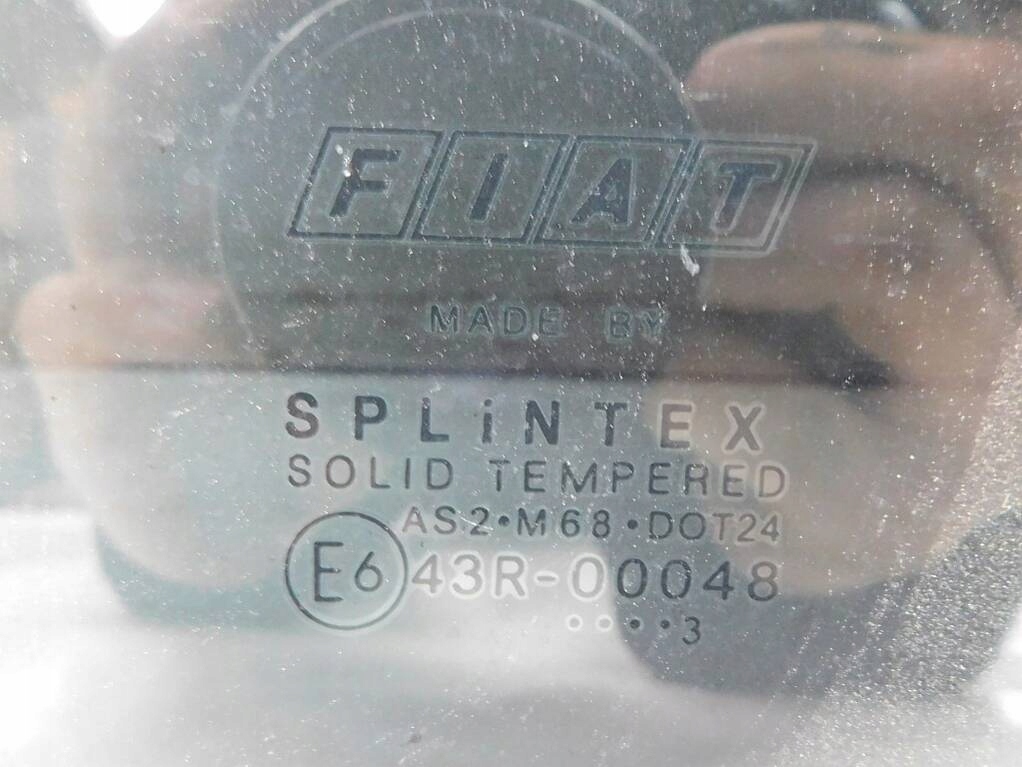 FIAT
MADE BY
SPLiNTEX
SOLID TEMPERED
AS2•M68•DOT24
E6 43R-00048
••••3